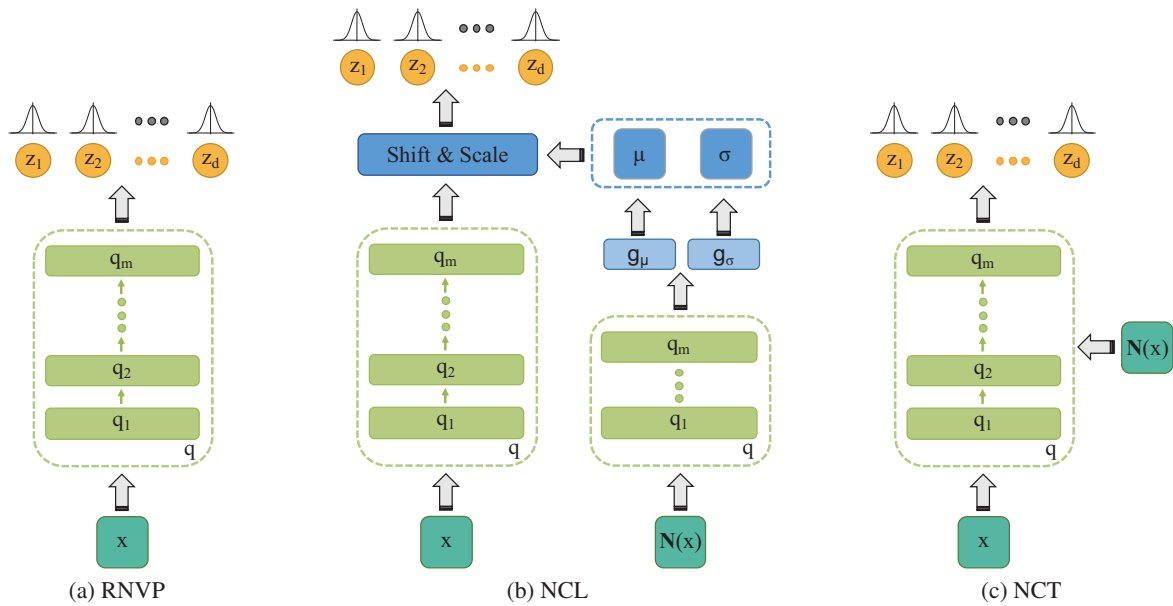 z1 z2 zd
qm
q2
q1
q
x
(a) RNVP
z1 z2 zd
Shift & Scale
μ σ
gμ gσ
qm
q2
q1
q
qm
q1
q
x
N(x)
(b) NCL
z1 z2 zd
qm
q2
q1
q
N(x)
x
(c) NCT